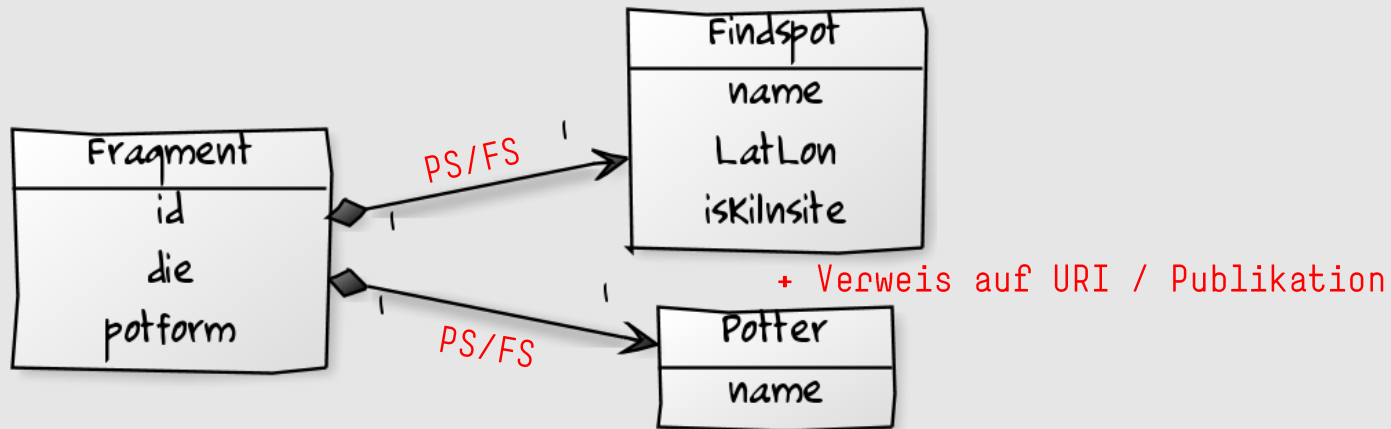 Findspot
name
LatLon
isKilnsite
Fragment
id
die
potform
PS/FS
1
1
+ Verweis auf URI / Publikation
PS/FS
1
1
Potter
name